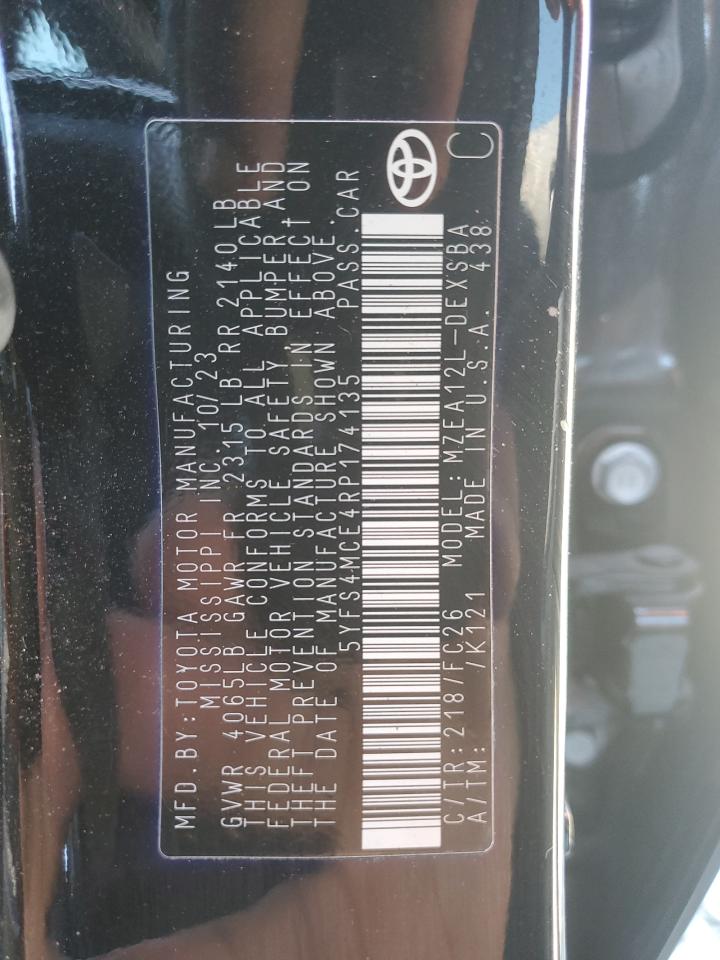 MFD.BY:TOYOTA MOTOR MANUFACTURING
MISSISSIPPI INC. 10/23
GVWR 4065LB GAWR FR 2315 LB RR 2140LB
THIS VEHICLE CONFORMS TO ALL APPLICABLE
FEDERAL MOTOR VEHICLE SAFETY BUMPER AND
THEFT PREVENTION STANDARDS IN EFFECT ON
THE DATE OF MANUFACTURE SHOWN ABOVE.
5YFS4MCE4RP174135 PASS.CAR
C/TR:218/FC26 MODEL:MZEA12L-DEXSBA
A/TM: /K121 MADE IN U.S.A. 438
C